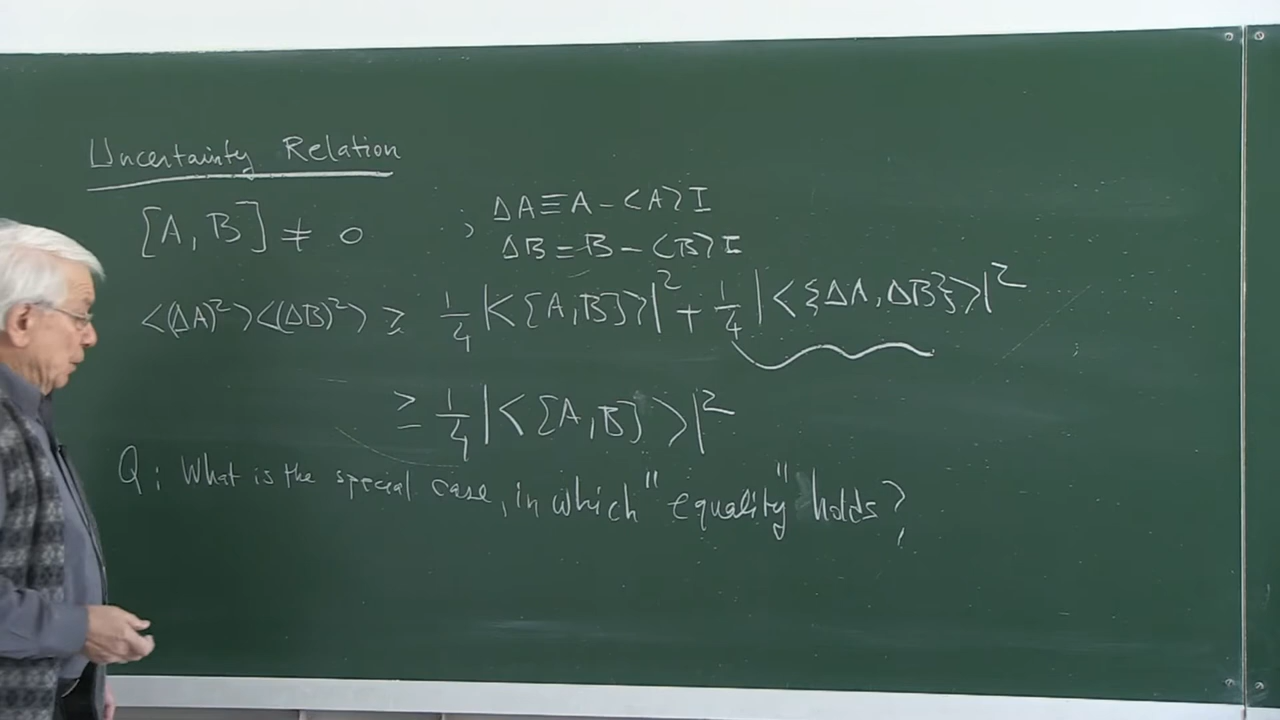 Uncertainty Relation
[A, B] ≠ 0 , ΔA ≡ A - <A> I
ΔB = B - <B> I
<(ΔA)²><(ΔB)²> ≥ 1/4 |<[A, B]>|² + 1/4 |<{ΔA, ΔB}>|²
≥ 1/4 |<[A, B]>|²
Q: What is the special case, in which "equality" holds?